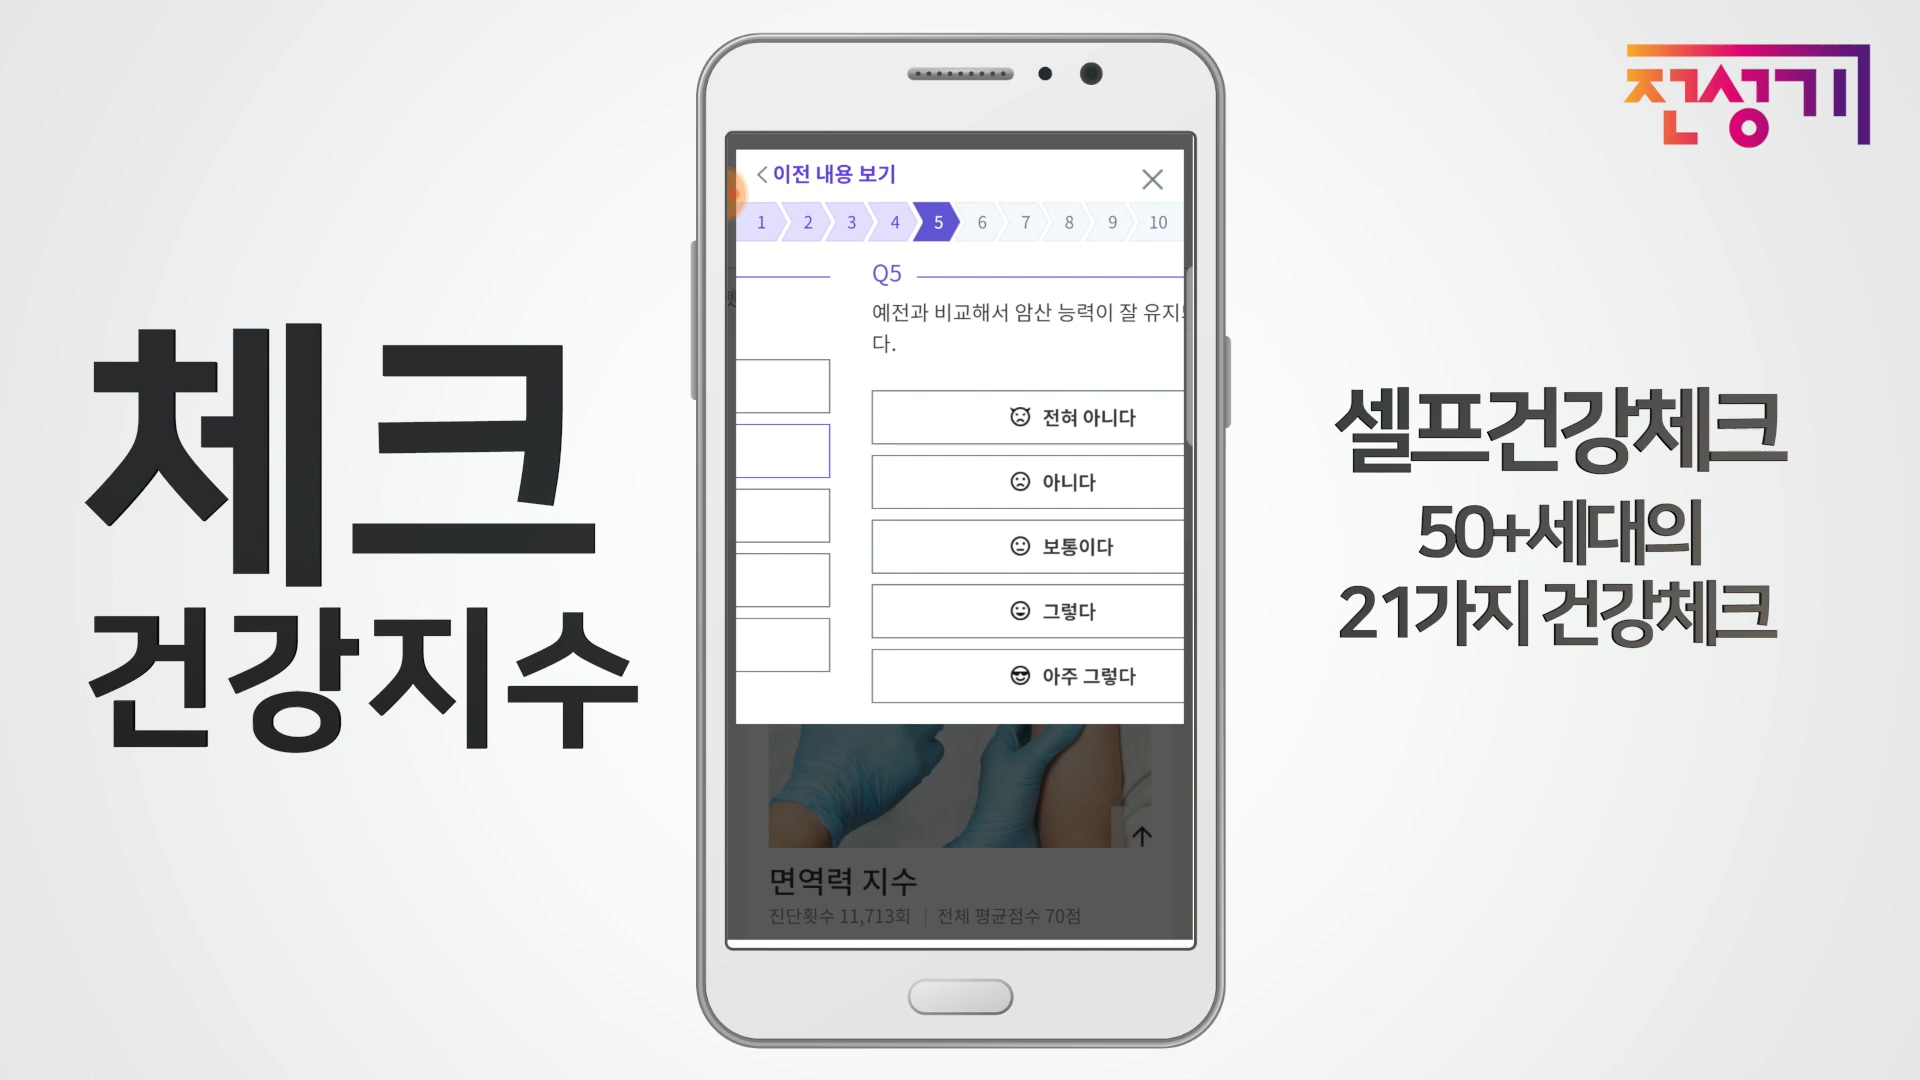 체크
건강지수
이전 내용 보기
1 2 3 4 5 6 7 8 9 10
Q5
예전과 비교해서 암산 능력이 잘 유지
다.
전혀 아니다
아니다
보통이다
그렇다
아주 그렇다
면역력 지수
진단횟수 11,713회 | 전체 평균점수 70점
전성기
셀프건강체크
50+세대의
21가지 건강체크